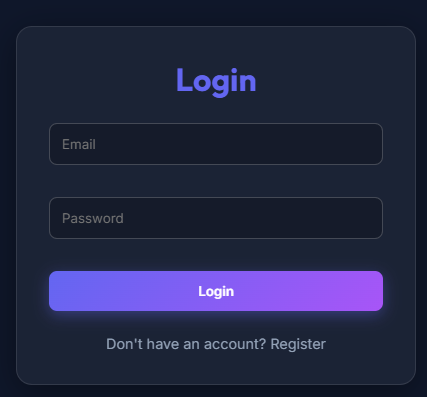 Login
Email
Password
Login
Don't have an account? Register